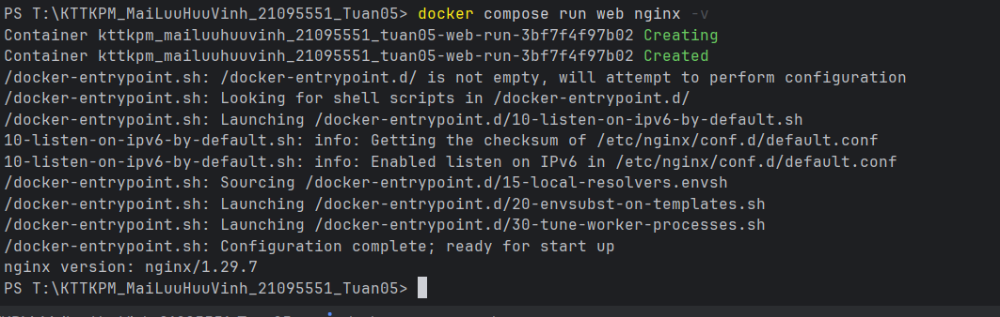 PS T:\KTTKPM_MaiLuuHuuVinh_21095551_Tuan05> docker compose run web nginx -v
Container kttkpm_mailuuhuuvinh_21095551_tuan05-web-run-3bf7f4f97b02 Creating
Container kttkpm_mailuuhuuvinh_21095551_tuan05-web-run-3bf7f4f97b02 Created
/docker-entrypoint.sh: /docker-entrypoint.d/ is not empty, will attempt to perform configuration
/docker-entrypoint.sh: Looking for shell scripts in /docker-entrypoint.d/
/docker-entrypoint.sh: Launching /docker-entrypoint.d/10-listen-on-ipv6-by-default.sh
10-listen-on-ipv6-by-default.sh: info: Getting the checksum of /etc/nginx/conf.d/default.conf
10-listen-on-ipv6-by-default.sh: info: Enabled listen on IPv6 in /etc/nginx/conf.d/default.conf
/docker-entrypoint.sh: Sourcing /docker-entrypoint.d/15-local-resolvers.envsh
/docker-entrypoint.sh: Launching /docker-entrypoint.d/20-envsubst-on-templates.sh
/docker-entrypoint.sh: Launching /docker-entrypoint.d/30-tune-worker-processes.sh
/docker-entrypoint.sh: Configuration complete; ready for start up
nginx version: nginx/1.29.7
PS T:\KTTKPM_MaiLuuHuuVinh_21095551_Tuan05>